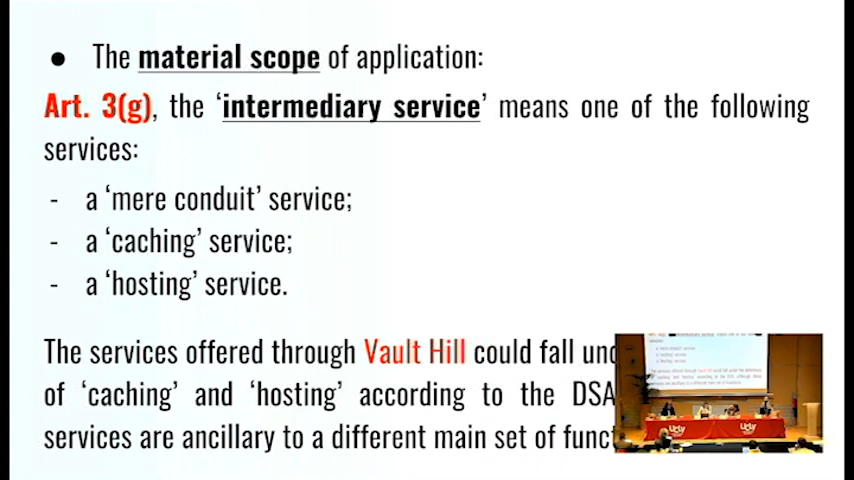 ● The material scope of application:
Art. 3(g), the ‘intermediary service’ means one of the following
services:
- a ‘mere conduit’ service;
- a ‘caching’ service;
- a ‘hosting’ service.
The services offered through Vault Hill could fall
of ‘caching’ and ‘hosting’ according to the DSA
services are ancillary to a different main set of